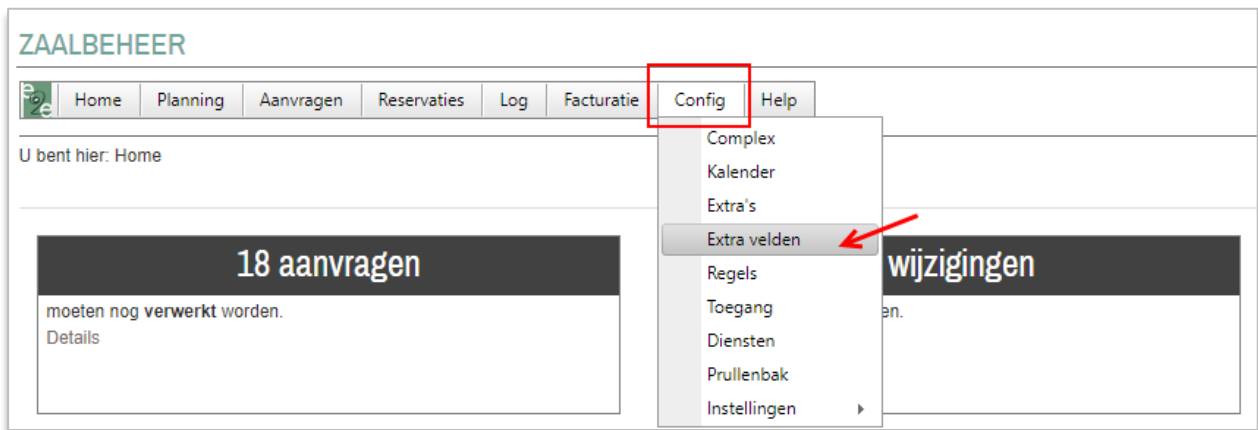 ZAALBEHEER
e2e Home Planning Aanvragen Reservaties Log Facturatie Config Help
U bent hier: Home
Complex
Kalender
Extra's
Extra velden
Regels
Toegang
Diensten
Prullenbak
Instellingen
18 aanvragen
moeten nog verwerkt worden.
Details
wijzigingen
en.